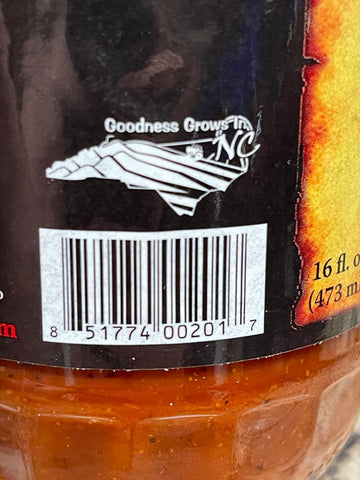 Goodness Grows In
NC
16 fl. o
(473 m
8 51774 00201 7
m